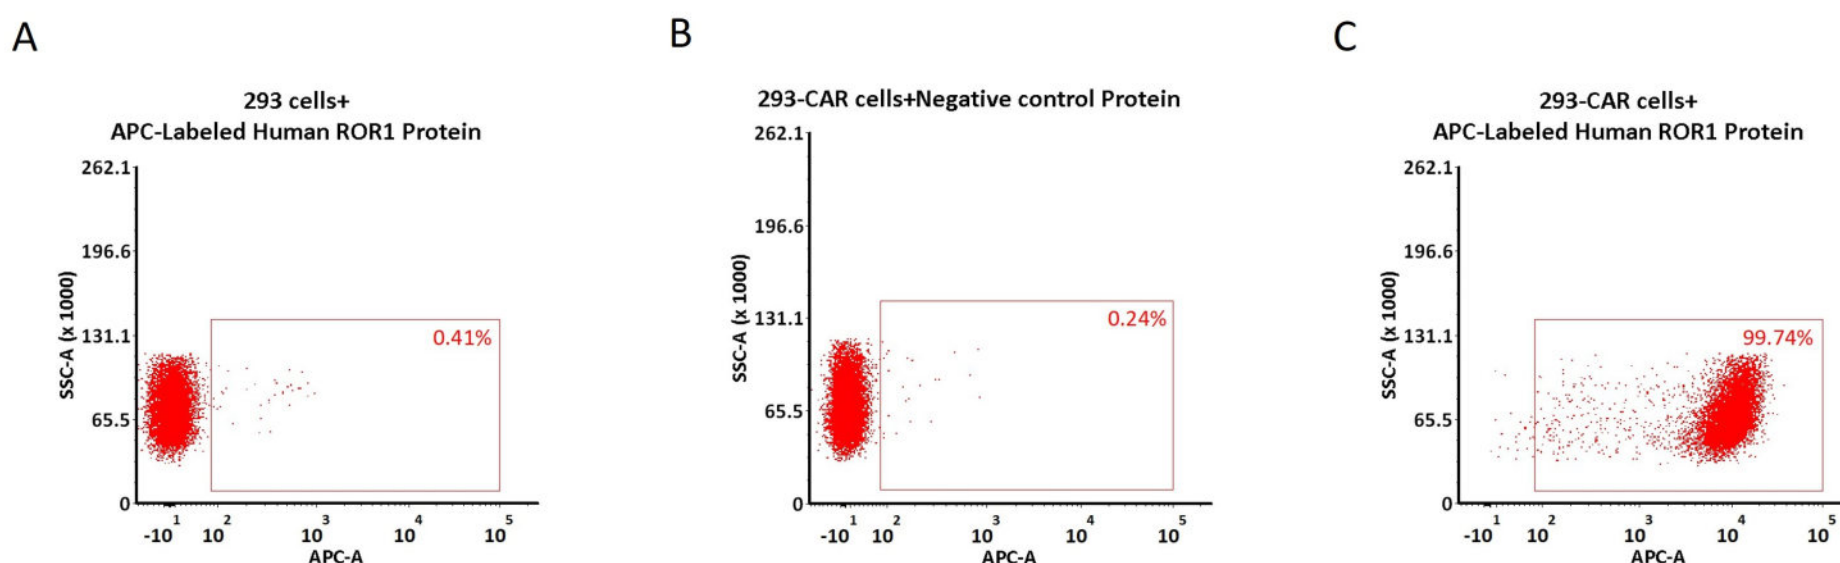 A
293 cells+
APC-Labeled Human ROR1 Protein
262.1
196.6
131.1
65.5
0
SSC-A (x 1000)
0.41%
-10 1 10 2 10 3 10 4 10 5
APC-A
B
293-CAR cells+Negative control Protein
262.1
196.6
131.1
65.5
0
SSC-A (x 1000)
0.24%
-10 1 10 2 10 3 10 4 10 5
APC-A
C
293-CAR cells+
APC-Labeled Human ROR1 Protein
262.1
196.6
131.1
65.5
0
SSC-A (x 1000)
99.74%
-10 1 10 2 10 3 10 4 10 5
APC-A